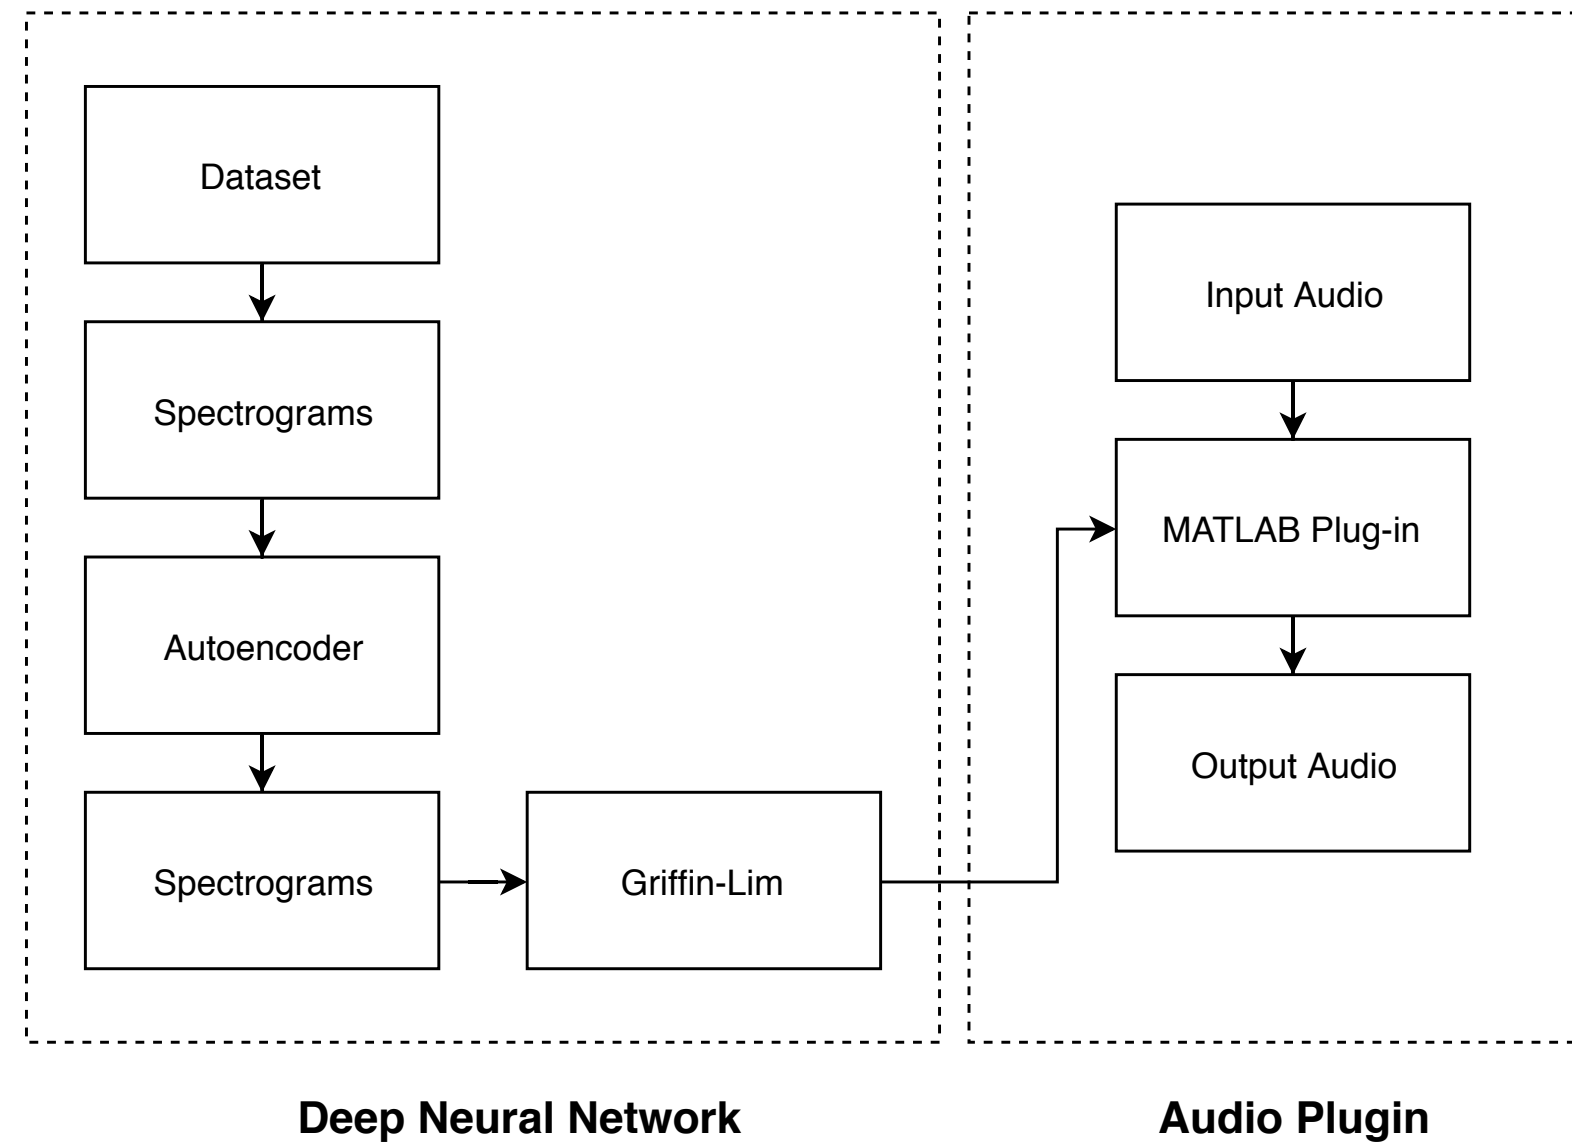 Dataset
Spectrograms
Autoencoder
Spectrograms
Griffin-Lim
Deep Neural Network
Input Audio
MATLAB Plug-in
Output Audio
Audio Plugin